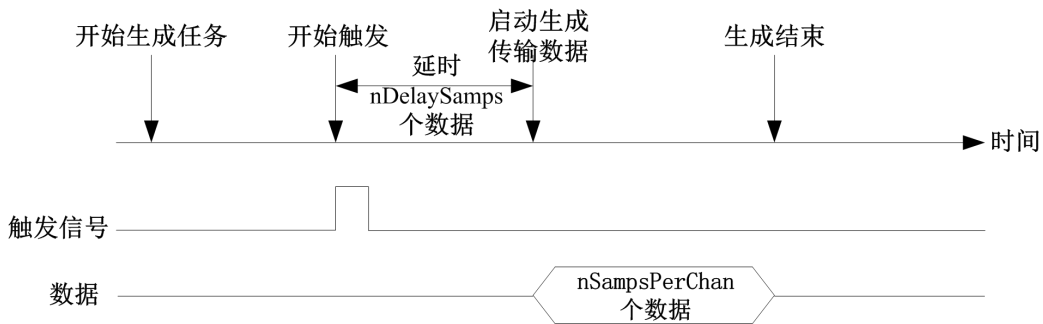 开始生成任务
开始触发
启动生成
传输数据
生成结束
延时
nDelaySamps
个数据
时间
触发信号
数据
nSampsPerChan
个数据